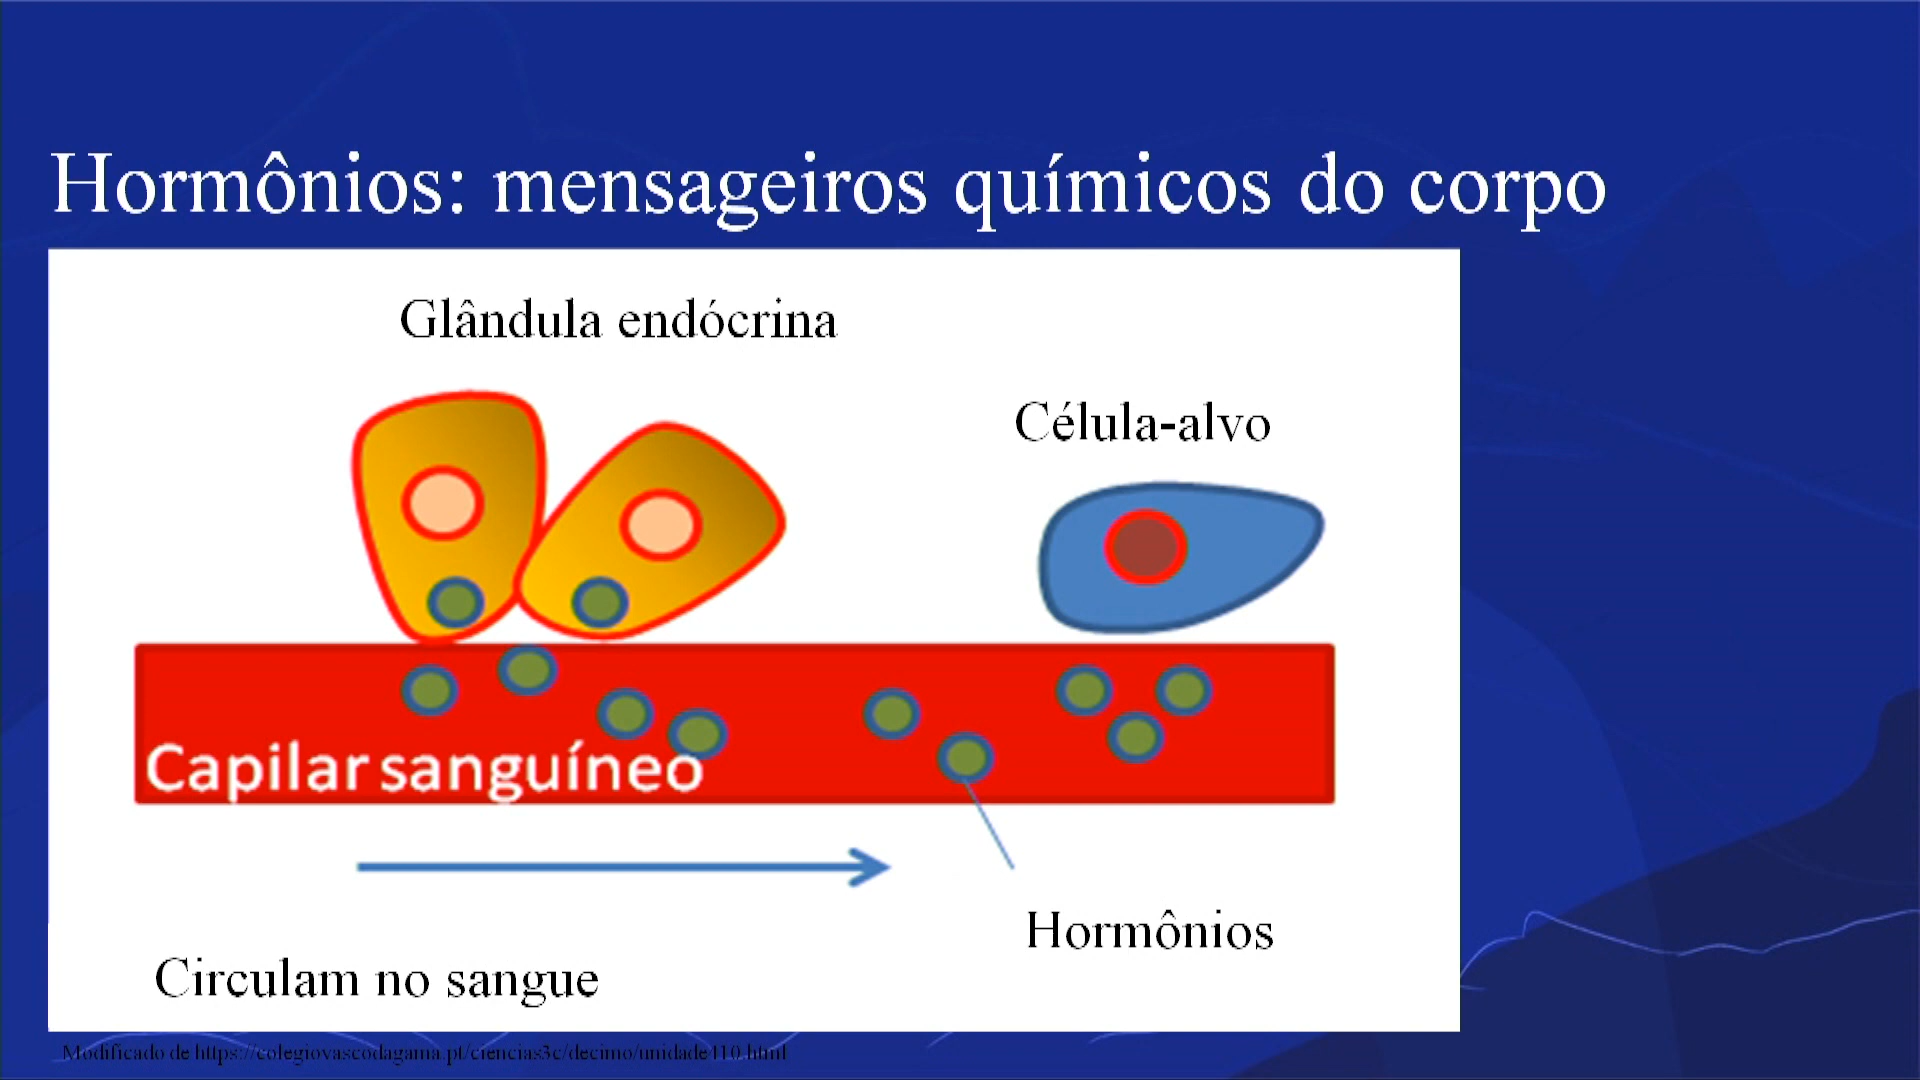 Hormônios: mensageiros químicos do corpo
Glândula endócrina
Célula-alvo
Capilar sanguíneo
Hormônios
Circulam no sangue
Modificado de https://colegiovascodagama.pt/ciencias3c/decimo/unidade110.html